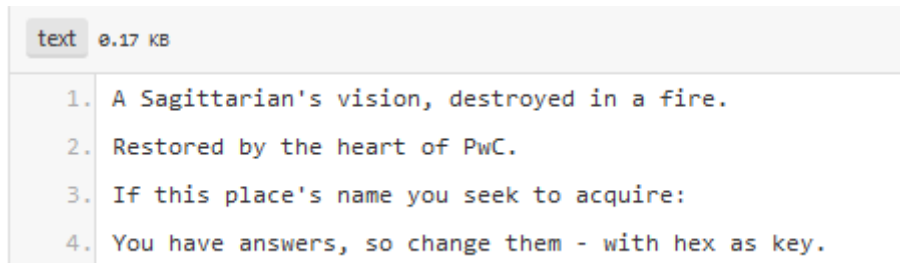 text 0.17 KB
1. A Sagittarian's vision, destroyed in a fire.
2. Restored by the heart of PwC.
3. If this place's name you seek to acquire:
4. You have answers, so change them - with hex as key.